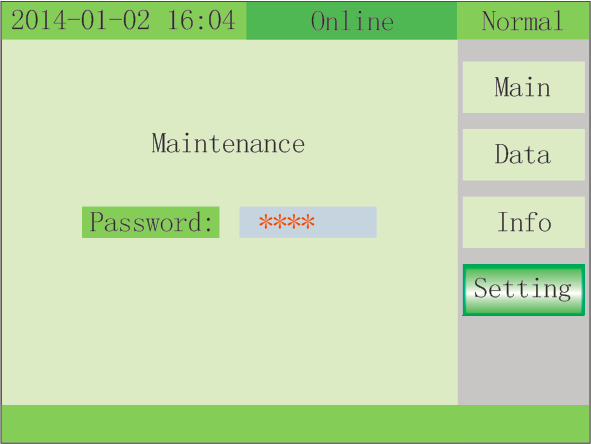 2014-01-02 16:04 Online Normal
Main
Maintenance
Data
Password: ****
Info
Setting